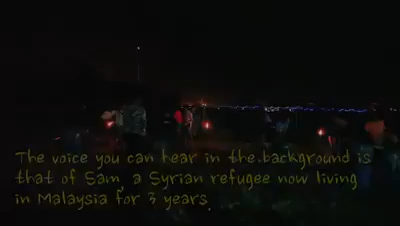 The voice you can hear in the background is
that of Sam, a Syrian refugee now living
in Malaysia for 3 years.